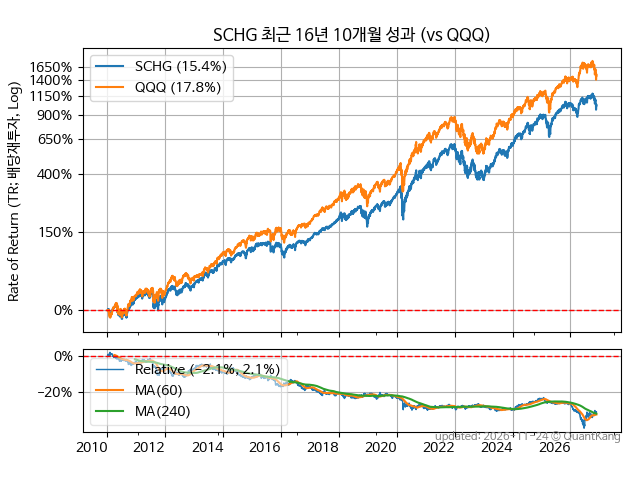 SCHG 최근 16년 10개월 성과 (vs QQQ)
Rate of Return (TR; 배당재투자, Log)
1650%
1400%
1150%
900%
650%
400%
150%
0%
SCHG (15.4%)
QQQ (17.8%)
0%
−20%
Relative (−2.1%, 2.1%)
MA(60)
MA(240)
2010
2012
2014
2016
2018
2020
2022
2024
2026
updated: 2026-11-24 © QuantKang